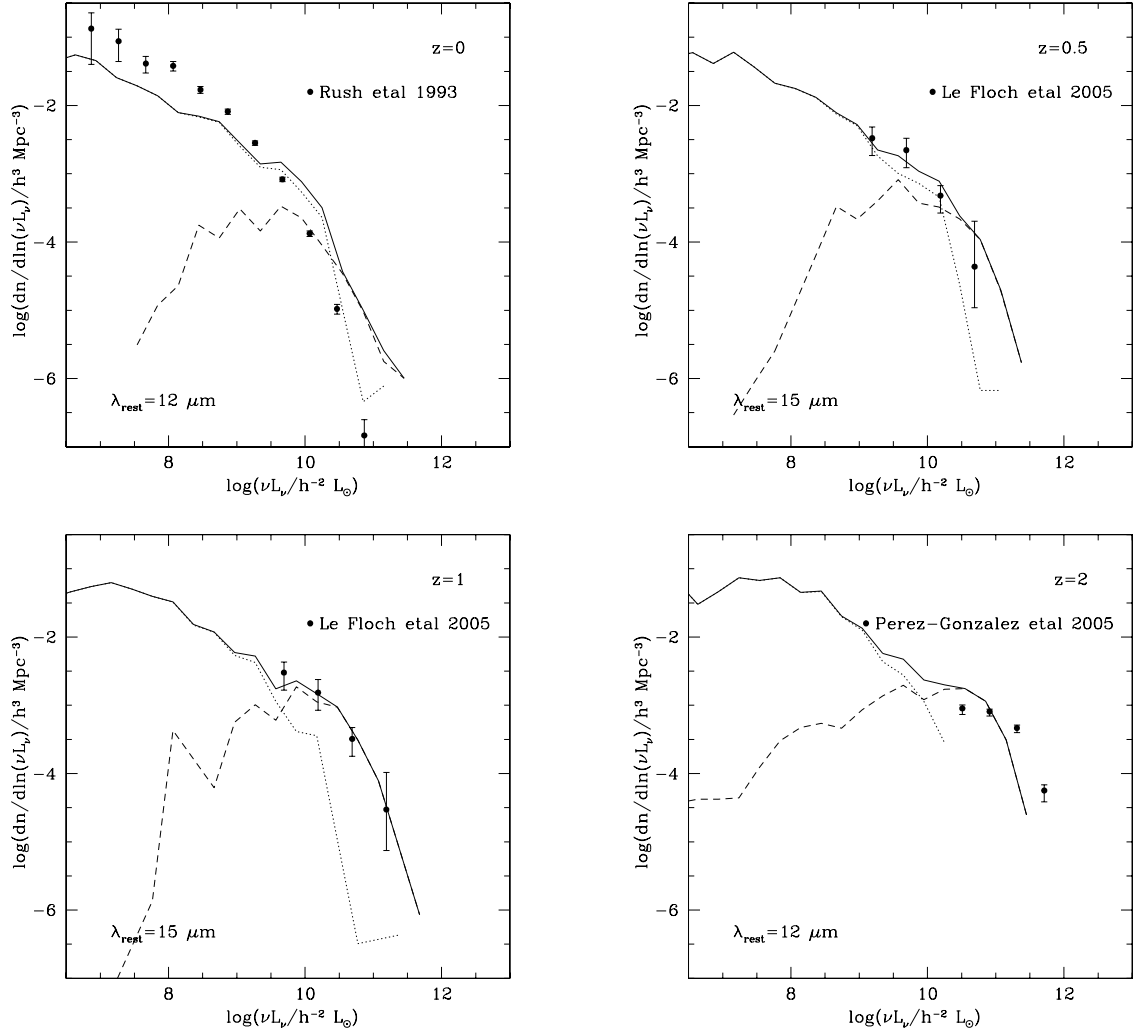 z=0
Rush etal 1993
λrest=12 μm
log(dn/dln(νLν)/h³ Mpc⁻³)
−2
−4
−6
8
10
12
log(νLν/h⁻² L⊙)
z=0.5
Le Floch etal 2005
λrest=15 μm
log(dn/dln(νLν)/h³ Mpc⁻³)
−2
−4
−6
8
10
12
log(νLν/h⁻² L⊙)
z=1
Le Floch etal 2005
λrest=15 μm
log(dn/dln(νLν)/h³ Mpc⁻³)
−2
−4
−6
8
10
12
log(νLν/h⁻² L⊙)
z=2
Perez−Gonzalez etal 2005
λrest=12 μm
log(dn/dln(νLν)/h³ Mpc⁻³)
−2
−4
−6
8
10
12
log(νLν/h⁻² L⊙)